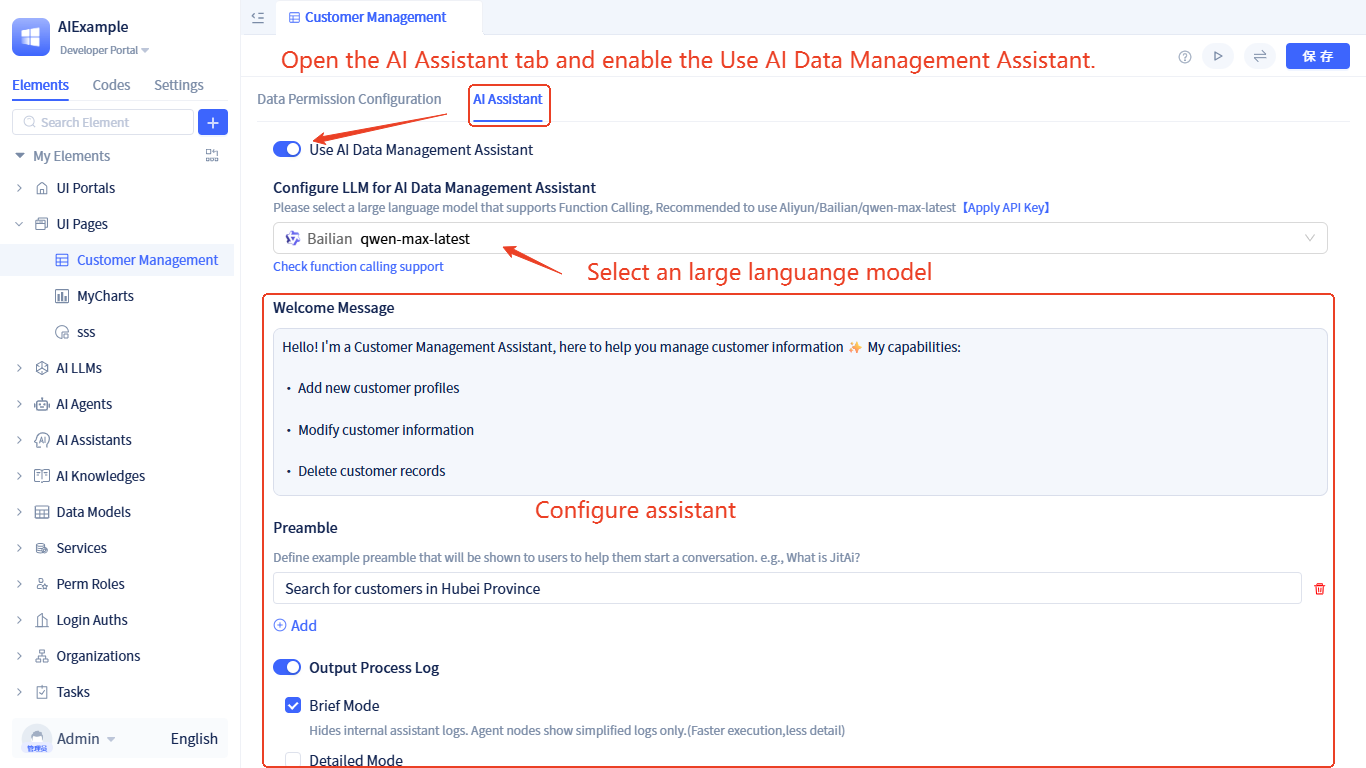 AIExample
Developer Portal
Elements Codes Settings
Search Element
My Elements
UI Portals
UI Pages
Customer Management
MyCharts
sss
AI LLMs
AI Agents
AI Assistants
AI Knowledges
Data Models
Services
Perm Roles
Login Auths
Organizations
Tasks
管理员
Admin English
Customer Management
Open the AI Assistant tab and enable the Use AI Data Management Assistant.
保 存
Data Permission Configuration AI Assistant
Use AI Data Management Assistant
Configure LLM for AI Data Management Assistant
Please select a large language model that supports Function Calling, Recommended to use Aliyun/Bailian/qwen-max-latest【Apply API Key】
Bailian qwen-max-latest
Check function calling support
Select an large languange model
Welcome Message
Hello! I'm a Customer Management Assistant, here to help you manage customer information ✨ My capabilities:
• Add new customer profiles
• Modify customer information
• Delete customer records
Configure assistant
Preamble
Define example preamble that will be shown to users to help them start a conversation. e.g., What is JitAi?
Search for customers in Hubei Province
Add
Output Process Log
Brief Mode
Hides internal assistant logs. Agent nodes show simplified logs only.(Faster execution,less detail)
Detailed Mode